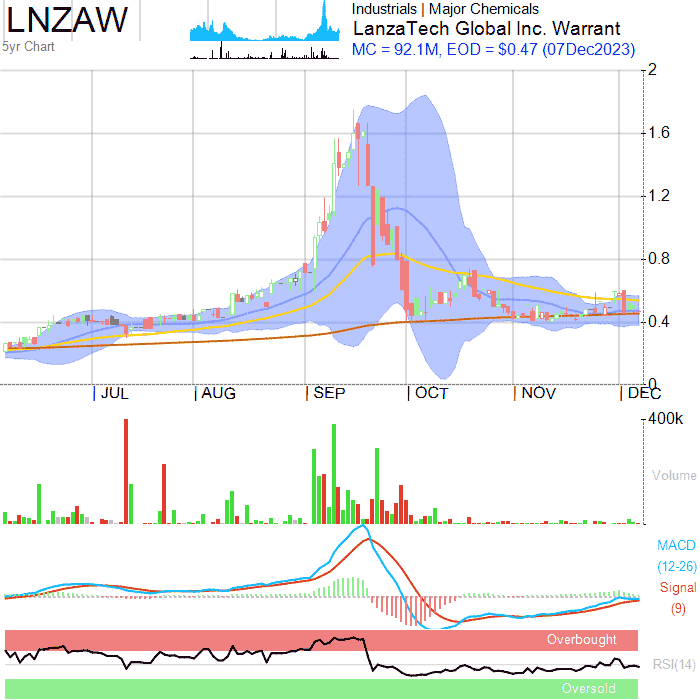 LNZAW
5yr Chart
Industrials | Major Chemicals
LanzaTech Global Inc. Warrant
MC = 92.1M, EOD = $0.47 (07Dec2023)
2
1.6
1.2
0.8
0.4
0
JUL AUG SEP OCT NOV DEC
400k
Volume
MACD
(12-26)
Signal
(9)
Overbought
RSI(14)
Oversold